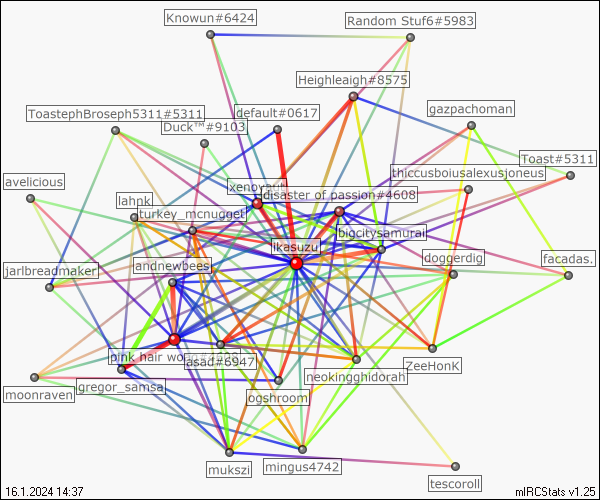 Knowun#6424
Random Stuf6#5983
Heighleaigh#8575
gazpachoman
ToastephBroseph5311#5311
default#0617
Duck™#9103
Toast#5311
thiccusboiusalexusjoneus
avelicious
xenovant
disaster of passion#4608
lahnk
turkey_mcnugget
bigcitysamurai
likasuzu
doggerdig
facadas.
jarlbreadmaker
andnewbees
pink hair
asad#6947
ZeeHonK
neokingghidorah
gregor_samsa
moonraven
ogshroom
mukszi
mingus4742
tescoroll
16.1.2024 14:37
mIRCStats v1.25